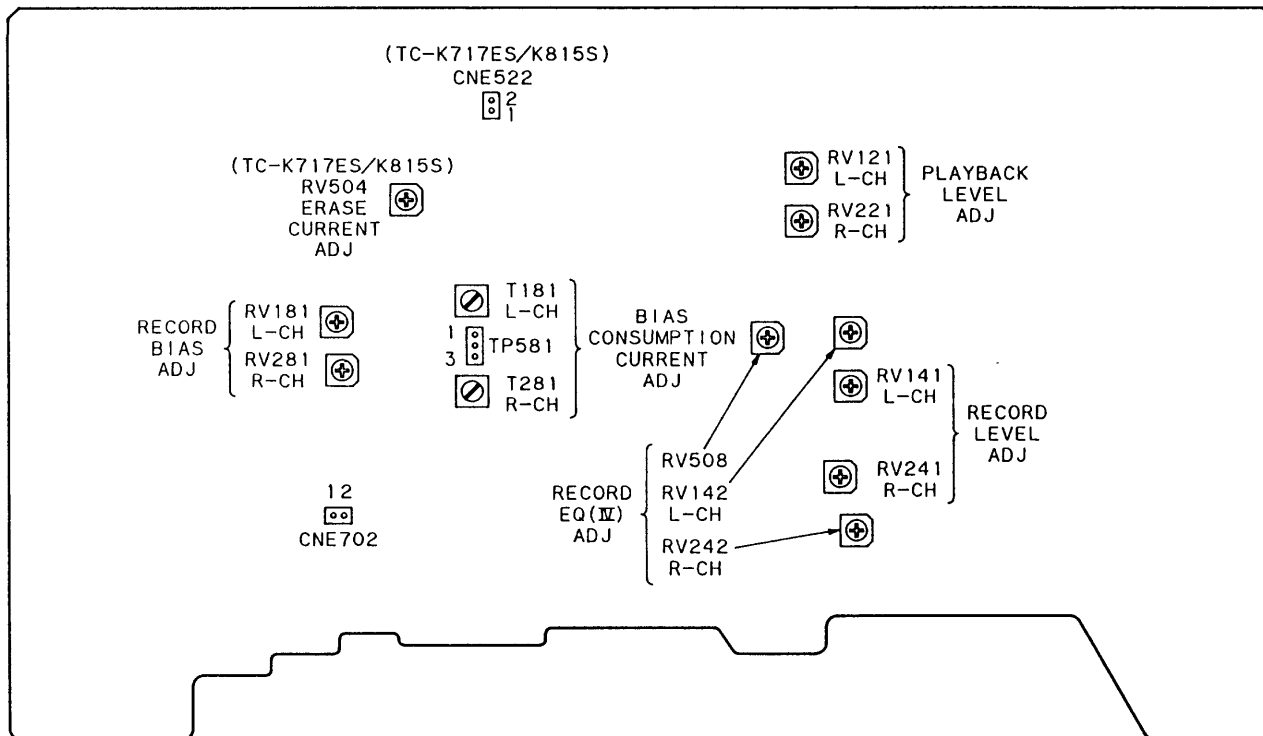 (TC-K717ES/K815S)
CNE522
2
1
(TC-K717ES/K815S)
RV504
ERASE
CURRENT
ADJ
RV121
L-CH
RV221
R-CH
PLAYBACK
LEVEL
ADJ
RECORD
BIAS
ADJ
RV181
L-CH
RV281
R-CH
T181
L-CH
1
TP581
3
T281
R-CH
BIAS
CONSUMPTION
CURRENT
ADJ
RV141
L-CH
RV241
R-CH
RECORD
LEVEL
ADJ
12
CNE702
RECORD
EQ(Ⅳ)
ADJ
RV508
RV142
L-CH
RV242
R-CH